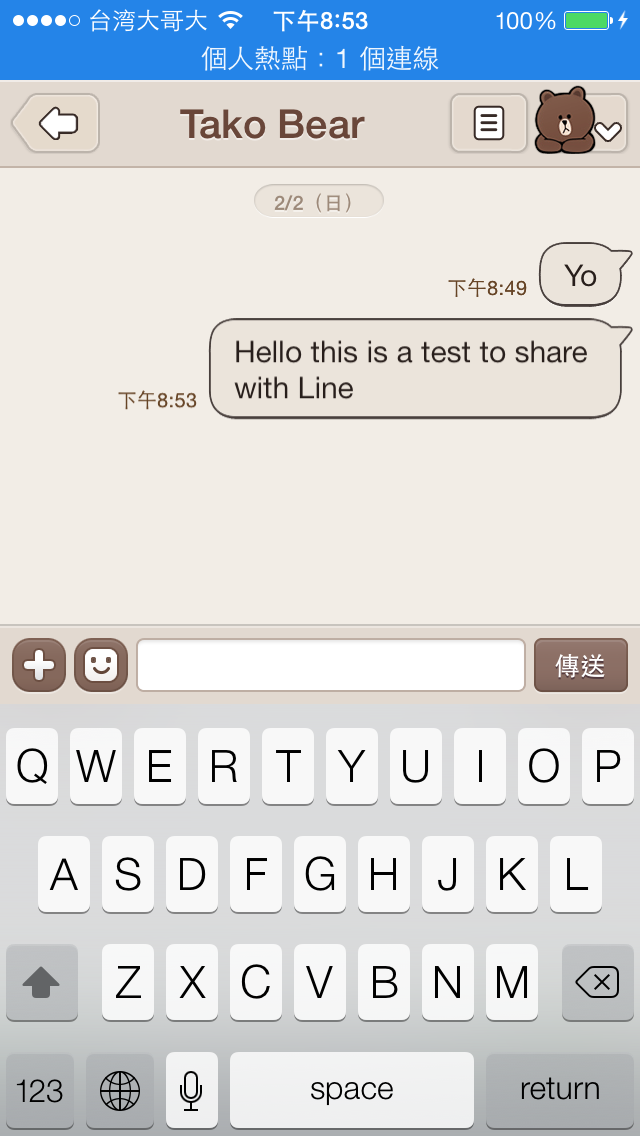 台湾大哥大 下午8:53 100%
個人熱點：1 個連線
Tako Bear
2/2（日）
Yo
下午8:49
Hello this is a test to share
with Line
下午8:53
傳送
Q W E R T Y U I O P
A S D F G H J K L
Z X C V B N M
123 space return